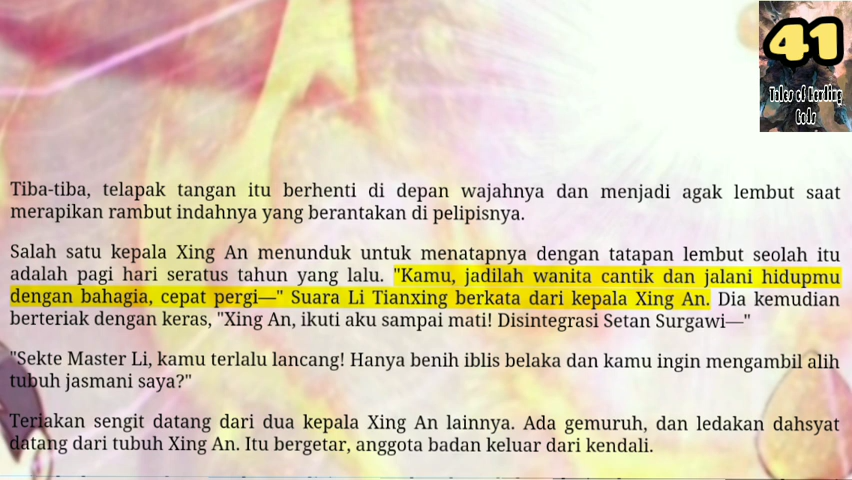 41
Tales of Herding
Gods
Tiba-tiba, telapak tangan itu berhenti di depan wajahnya dan menjadi agak lembut saat
merapikan rambut indahnya yang berantakan di pelipisnya.
Salah satu kepala Xing An menunduk untuk menatapnya dengan tatapan lembut seolah itu
adalah pagi hari seratus tahun yang lalu. "Kamu, jadilah wanita cantik dan jalani hidupmu
dengan bahagia, cepat pergi—" Suara Li Tianxing berkata dari kepala Xing An. Dia kemudian
berteriak dengan keras, "Xing An, ikuti aku sampai mati! Disintegrasi Setan Surgawi—"
"Sekte Master Li, kamu terlalu lancang! Hanya benih iblis belaka dan kamu ingin mengambil alih
tubuh jasmani saya?"
Teriakan sengit datang dari dua kepala Xing An lainnya. Ada gemuruh, dan ledakan dahsyat
datang dari tubuh Xing An. Itu bergetar, anggota badan keluar dari kendali.